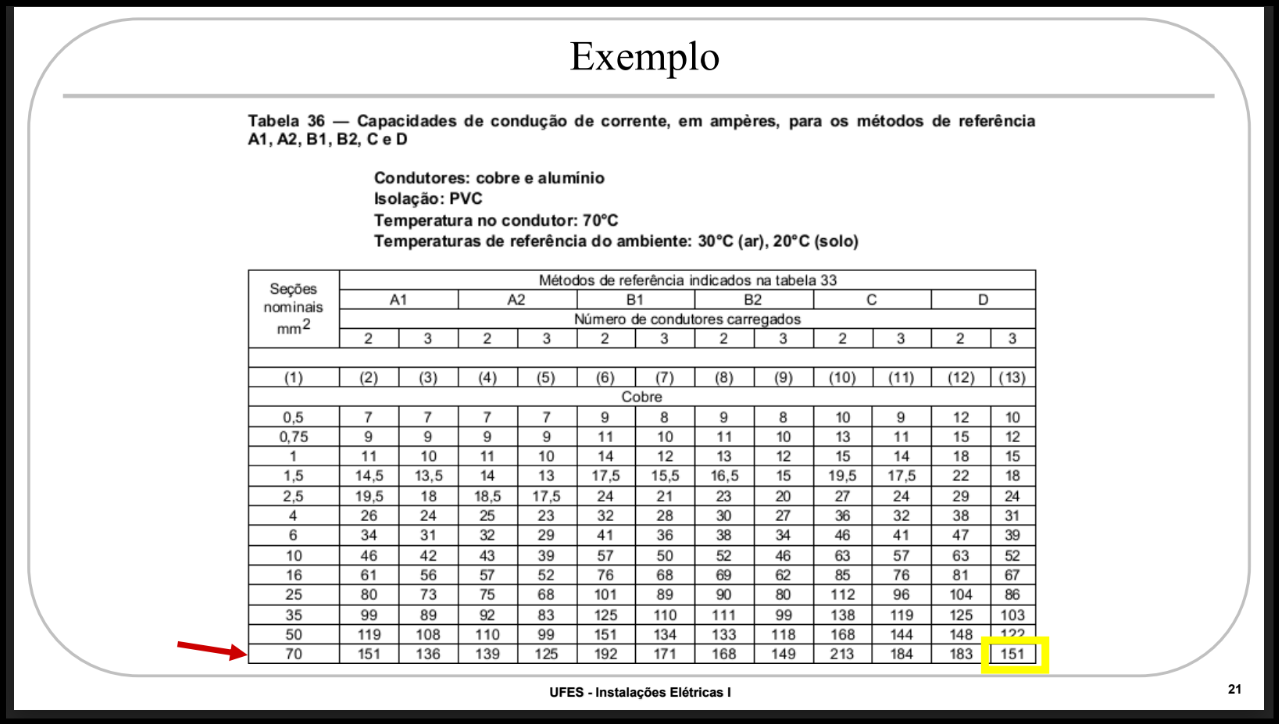 Exemplo
Tabela 36 — Capacidades de condução de corrente, em ampères, para os métodos de referência
A1, A2, B1, B2, C e D
Condutores: cobre e alumínio
Isolação: PVC
Temperatura no condutor: 70°C
Temperaturas de referência do ambiente: 30°C (ar), 20°C (solo)
Seções nominais mm2
Métodos de referência indicados na tabela 33
A1 A2 B1 B2 C D
Número de condutores carregados
2 3 2 3 2 3 2 3 2 3 2 3
(1) (2) (3) (4) (5) (6) (7) (8) (9) (10) (11) (12) (13)
Cobre
0,5 7 7 7 7 9 8 9 8 10 9 12 10
0,75 9 9 9 9 11 10 11 10 13 11 15 12
1 11 10 11 10 14 12 13 12 15 14 18 15
1,5 14,5 13,5 14 13 17,5 15,5 16,5 15 19,5 17,5 22 18
2,5 19,5 18 18,5 17,5 24 21 23 20 27 24 29 24
4 26 24 25 23 32 28 30 27 36 32 38 31
6 34 31 32 29 41 36 38 34 46 41 47 39
10 46 42 43 39 57 50 52 46 63 57 63 52
16 61 56 57 52 76 68 69 62 85 76 81 67
25 80 73 75 68 101 89 90 80 112 96 104 86
35 99 89 92 83 125 110 111 99 138 119 125 103
50 119 108 110 99 151 134 133 118 168 144 148 122
70 151 136 139 125 192 171 168 149 213 184 183 151
UFES - Instalações Elétricas I
21